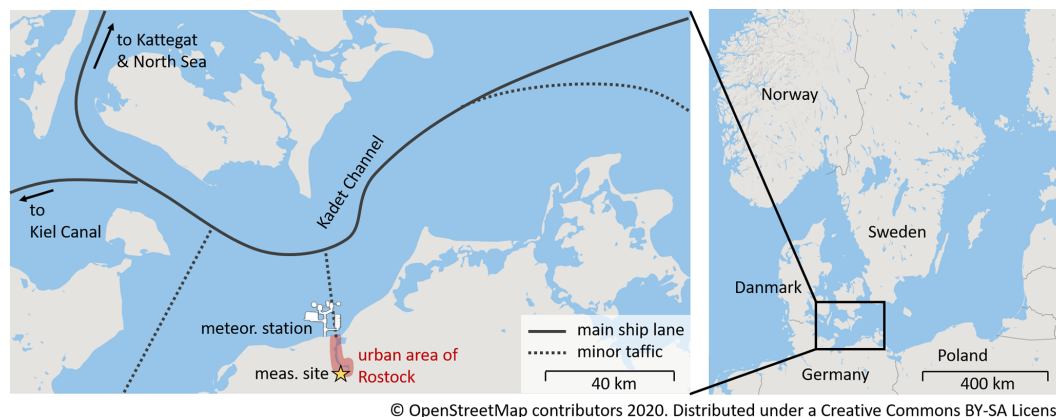 to Kattegat
& North Sea
Kadet Channel
to
Kiel Canal
meteor. station
meas. site
urban area of
Rostock
main ship lane
minor taffic
40 km
Norway
Sweden
Denmark
Poland
Germany
400 km
© OpenStreetMap contributors 2020. Distributed under a Creative Commons BY-SA Licens